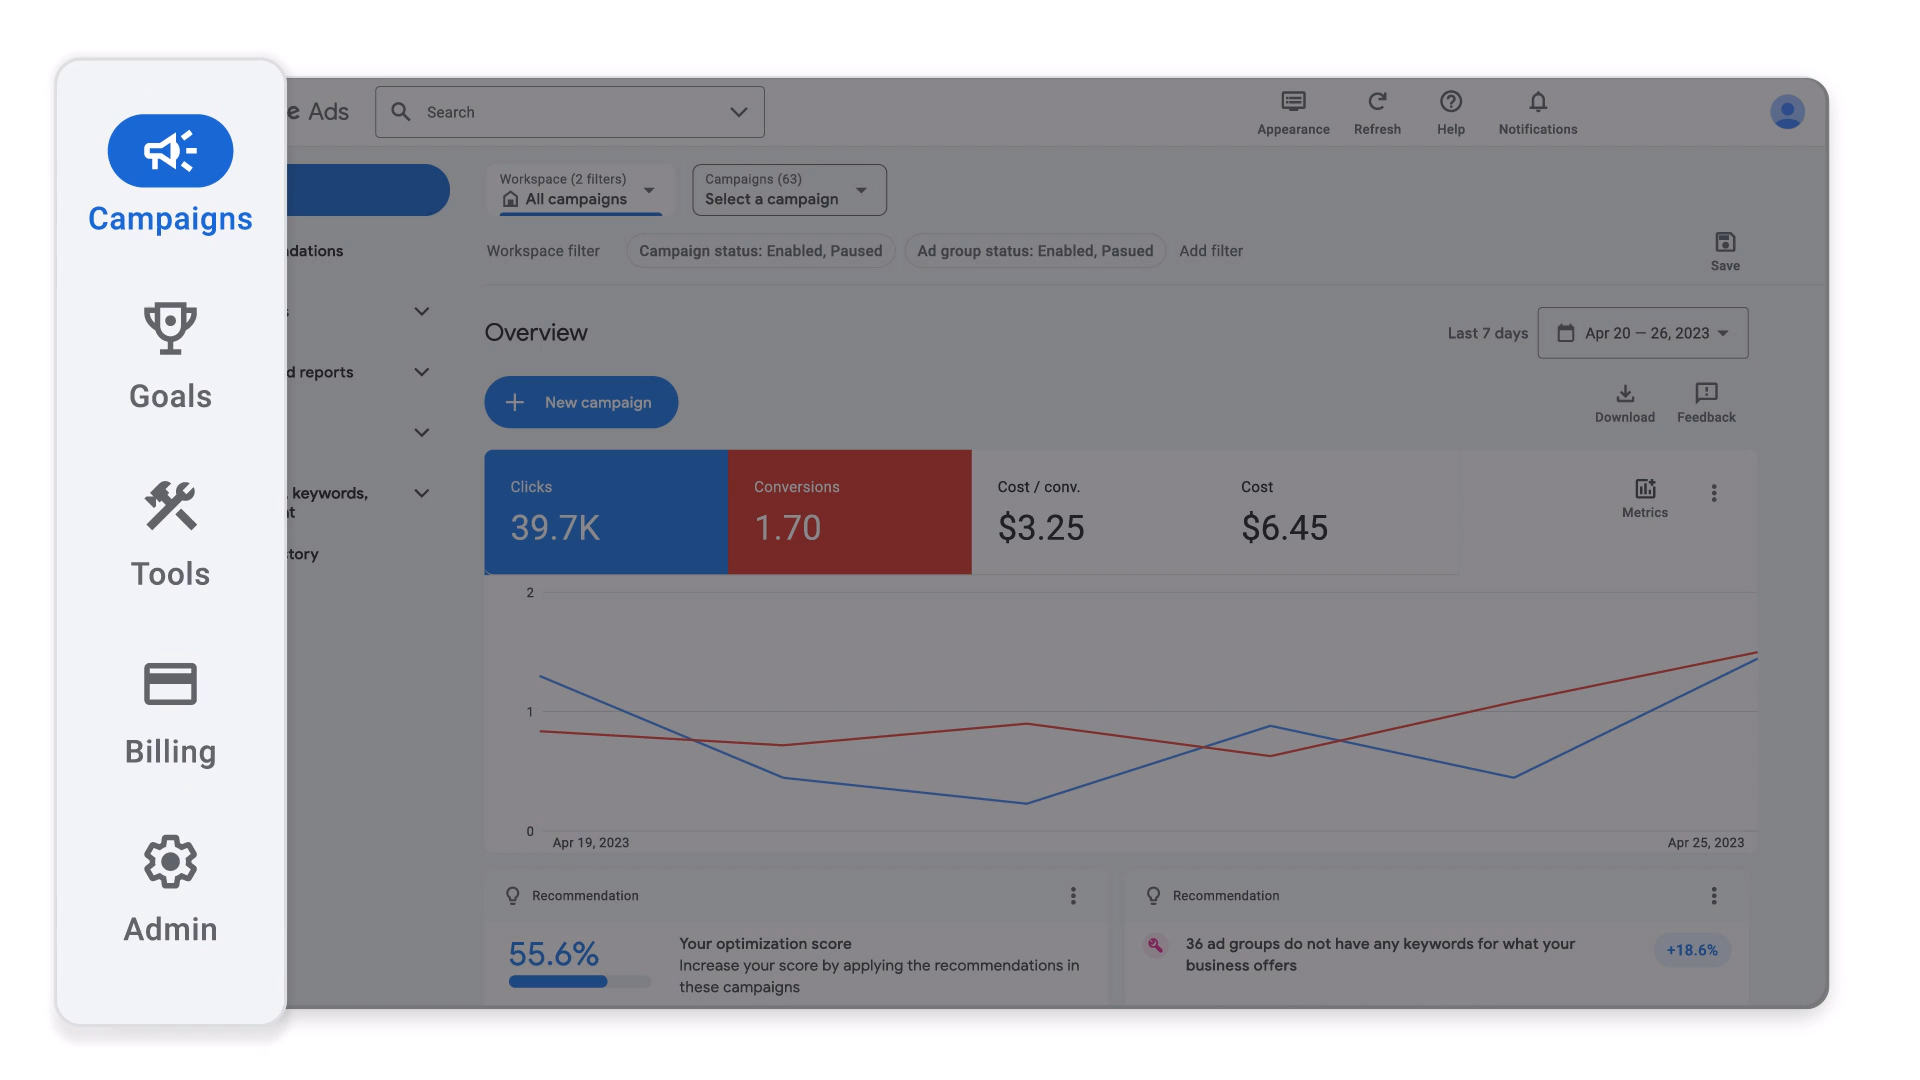 Campaigns
Goals
Tools
Billing
Admin
e Ads
Search
Appearance
Refresh
Help
Notifications
dations
d reports
keywords,
t
tory
Workspace (2 filters)
All campaigns
Campaigns (63)
Select a campaign
Workspace filter
Campaign status: Enabled, Paused
Ad group status: Enabled, Pasued
Add filter
Save
Overview
Last 7 days
Apr 20 – 26, 2023
New campaign
Download
Feedback
Clicks
39.7K
Conversions
1.70
Cost / conv.
$3.25
Cost
$6.45
Metrics
2
1
0
Apr 19, 2023
Apr 25, 2023
Recommendation
55.6%
Your optimization score
Increase your score by applying the recommendations in
these campaigns
Recommendation
36 ad groups do not have any keywords for what your
business offers
+18.6%